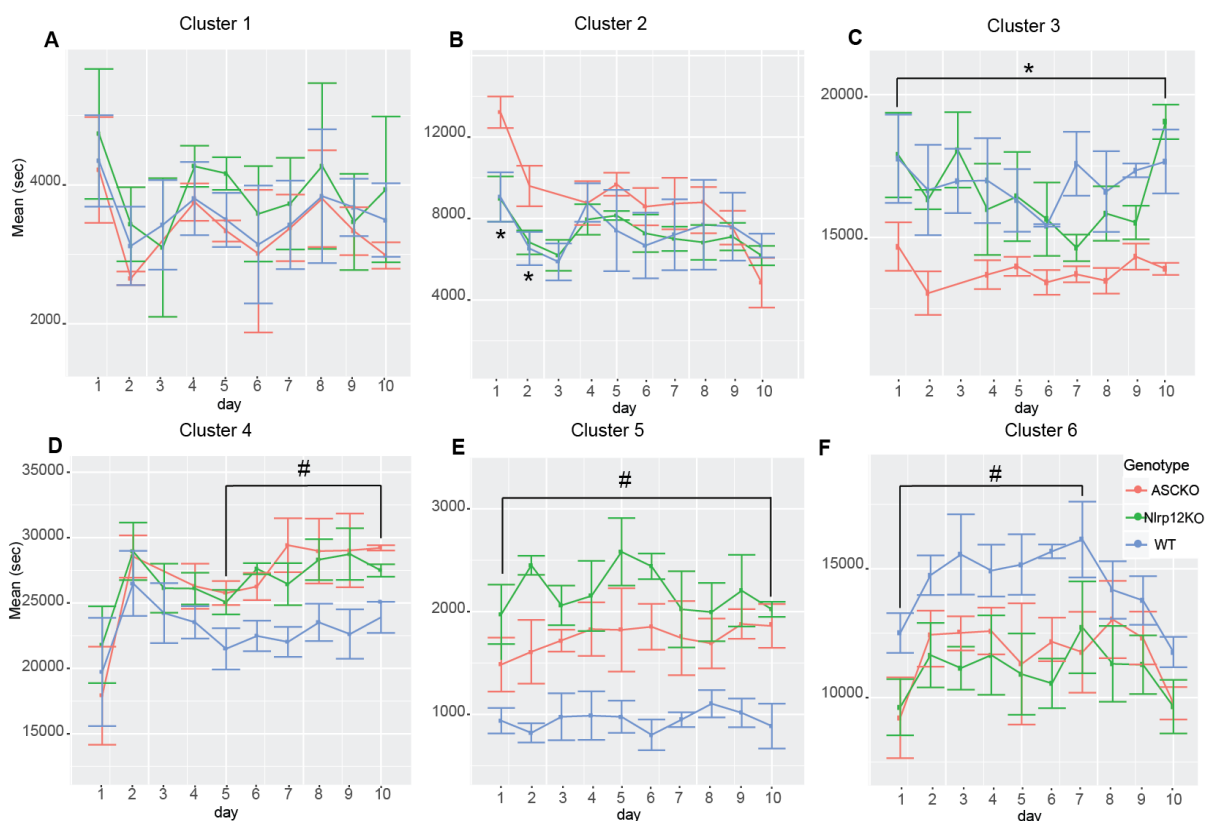 Cluster 1
A
Mean (sec)
4000
2000
1 2 3 4 5 6 7 8 9 10
day
Cluster 2
B
12000
8000
4000
*
*
1 2 3 4 5 6 7 8 9 10
day
Cluster 3
C
*
20000
15000
1 2 3 4 5 6 7 8 9 10
day
Cluster 4
D
#
Mean (sec)
35000
30000
25000
20000
15000
1 2 3 4 5 6 7 8 9 10
day
Cluster 5
E
#
3000
2000
1000
1 2 3 4 5 6 7 8 9 10
day
Cluster 6
F
#
15000
10000
1 2 3 4 5 6 7 8 9 10
day
Genotype
ASCKO
Nlrp12KO
WT